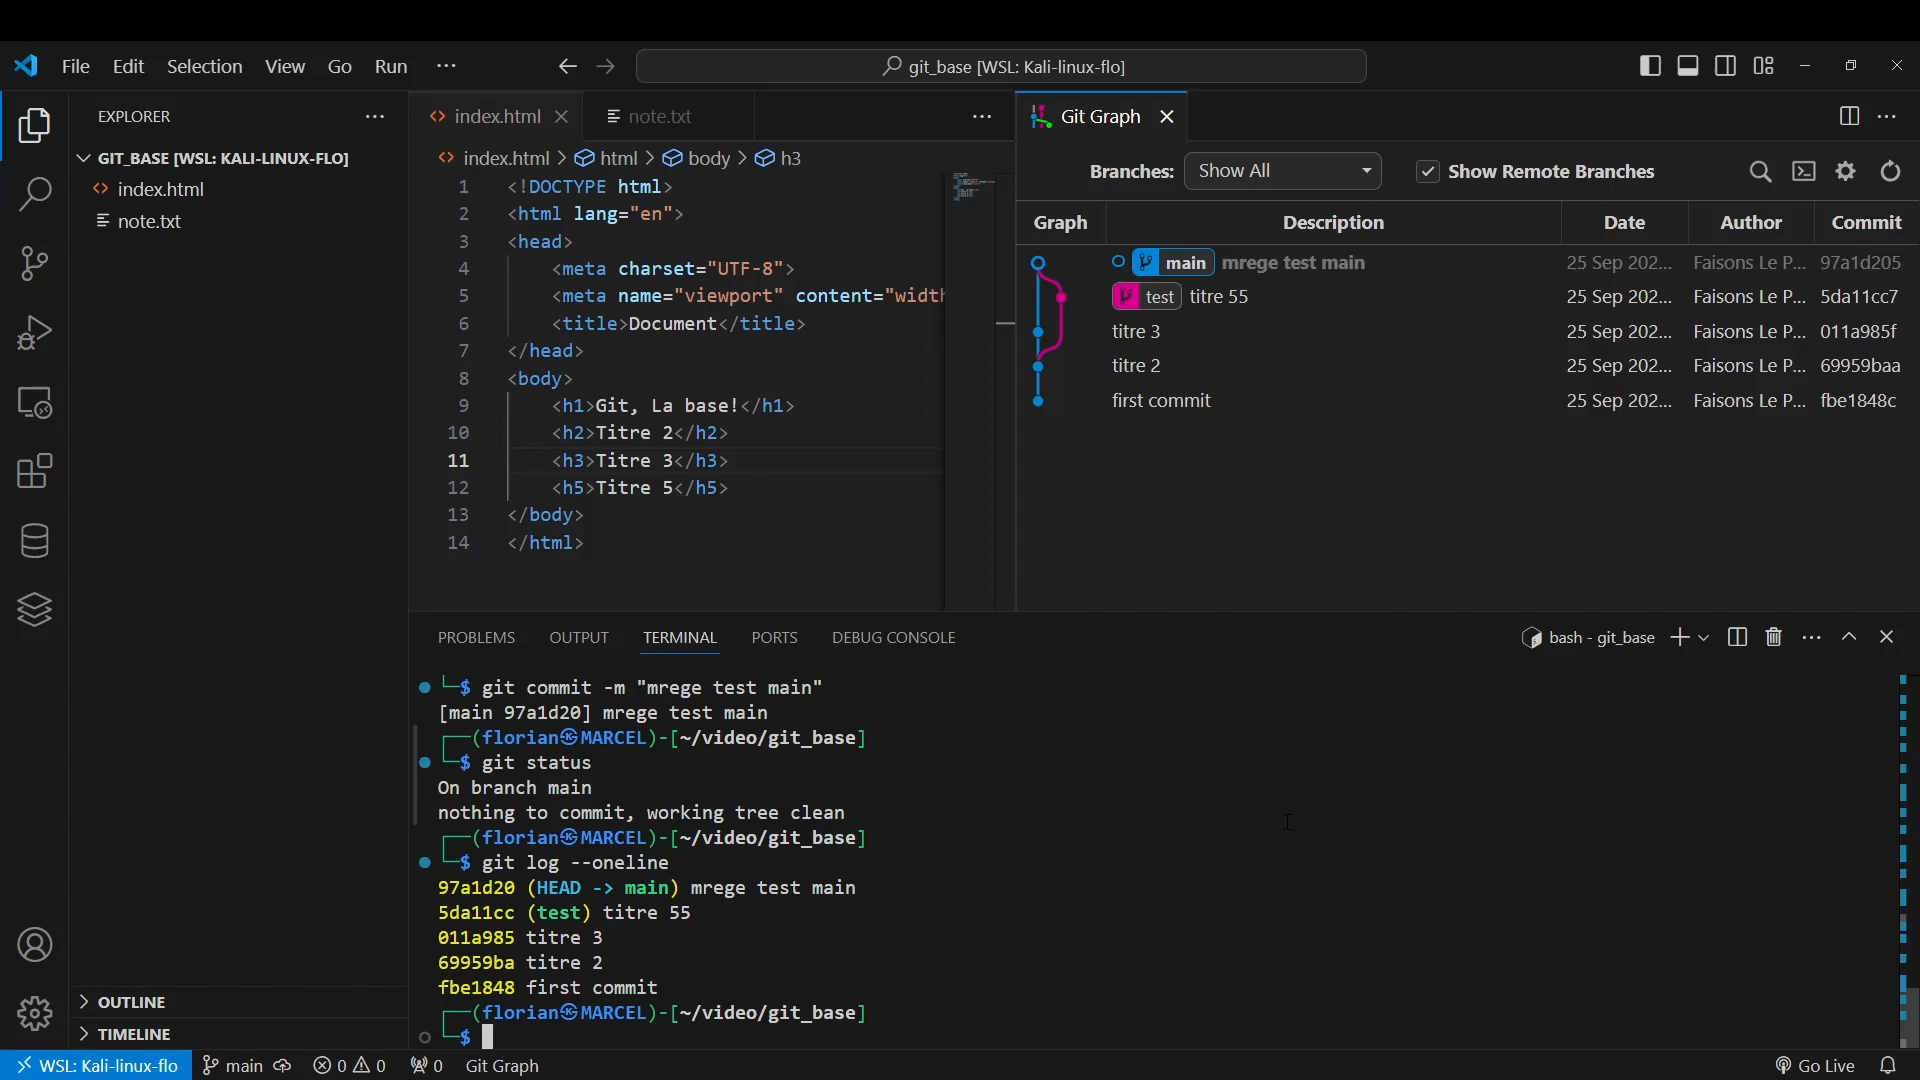 File Edit Selection View Go Run ···
git_base [WSL: Kali-linux-flo]
EXPLORER
GIT_BASE [WSL: KALI-LINUX-FLO]
index.html
note.txt
OUTLINE
TIMELINE
index.html note.txt
index.html > html > body > h3
1 <!DOCTYPE html>
2 <html lang="en">
3 <head>
4 <meta charset="UTF-8">
5 <meta name="viewport" content="width
6 <title>Document</title>
7 </head>
8 <body>
9 <h1>Git, La base!</h1>
10 <h2>Titre 2</h2>
11 <h3>Titre 3</h3>
12 <h5>Titre 5</h5>
13 </body>
14 </html>
Git Graph
Branches: Show All Show Remote Branches
Graph Description Date Author Commit
main mrege test main 25 Sep 202... Faisons Le P... 97a1d205
test titre 55 25 Sep 202... Faisons Le P... 5da11cc7
titre 3 25 Sep 202... Faisons Le P... 011a985f
titre 2 25 Sep 202... Faisons Le P... 69959baa
first commit 25 Sep 202... Faisons Le P... fbe1848c
PROBLEMS OUTPUT TERMINAL PORTS DEBUG CONSOLE
bash - git_base
└─$ git commit -m "mrege test main"
[main 97a1d20] mrege test main
┌──(florian㉿MARCEL)-[~/video/git_base]
└─$ git status
On branch main
nothing to commit, working tree clean
┌──(florian㉿MARCEL)-[~/video/git_base]
└─$ git log --oneline
97a1d20 (HEAD -> main) mrege test main
5da11cc (test) titre 55
011a985 titre 3
69959ba titre 2
fbe1848 first commit
┌──(florian㉿MARCEL)-[~/video/git_base]
└─$
WSL: Kali-linux-flo main 0 0 0 Git Graph Go Live